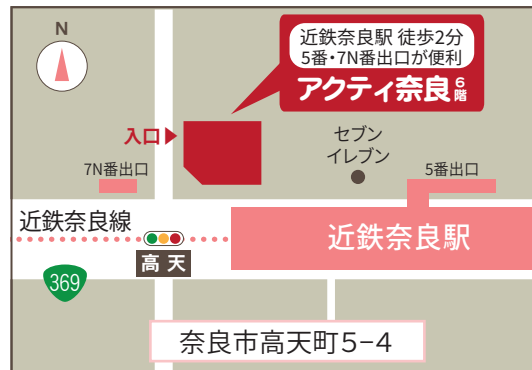 N
近鉄奈良駅 徒歩2分
5番・7N番出口が便利
アクティ奈良6階
入口
セブン
イレブン
7N番出口
5番出口
近鉄奈良線
近鉄奈良駅
高天
369
奈良市高天町5-4